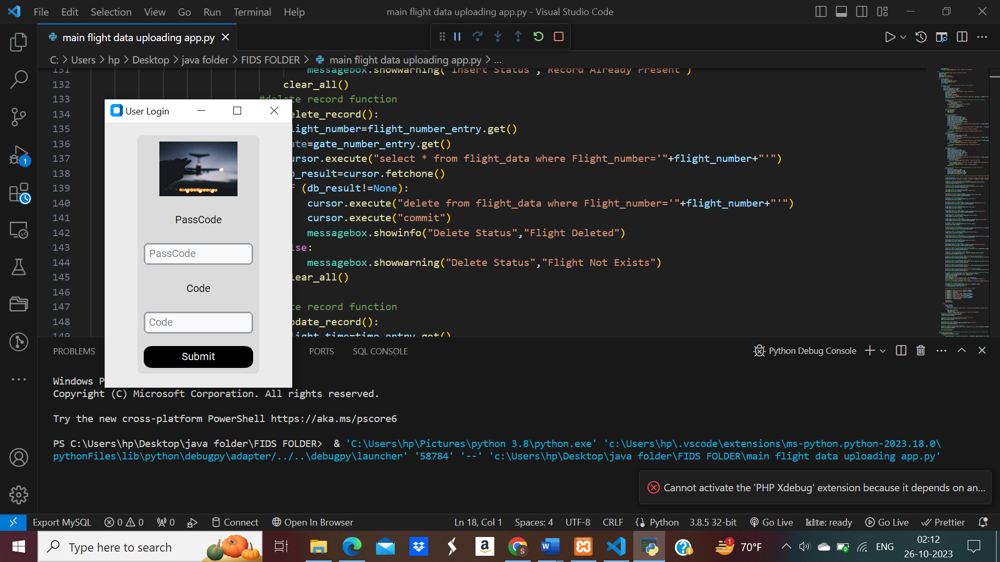 File Edit Selection View Go Run Terminal Help
main flight data uploading app.py - Visual Studio Code
main flight data uploading app.py
C: > Users > hp > Desktop > java folder > FIDS FOLDER > main flight data uploading app.py > ...
131 messagebox.showwarning("Insert Status","Record Already Present")
132 clear_all()
133 #delete record function
134 elete_record():
135 light_number=flight_number_entry.get()
136 ate=gate_number_entry.get()
137 ursor.execute("select * from flight_data where Flight_number='"+flight_number+"'")
138 b_result=cursor.fetchone()
139 f (db_result!=None):
140 cursor.execute("delete from flight_data where Flight_number='"+flight_number+"'")
141 cursor.execute("commit")
142 messagebox.showinfo("Delete Status","Flight Deleted")
143 lse:
144 messagebox.showwarning("Delete Status","Flight Not Exists")
145 lear_all()
146
147 te record function
148 pdate_record():
149 light_time=time_entry.get()
User Login
PassCode
PassCode
Code
Code
Submit
PROBLEMS PORTS SQL CONSOLE
Python Debug Console
Windows P
Copyright (C) Microsoft Corporation. All rights reserved.
Try the new cross-platform PowerShell https://aka.ms/pscore6
PS C:\Users\hp\Desktop\java folder\FIDS FOLDER> & 'C:\Users\hp\Pictures\python 3.8\python.exe' 'c:\Users\hp\.vscode\extensions\ms-python.python-2023.18.0\
pythonFiles\lib\python\debugpy\adapter/../..\debugpy\launcher' '58784' '--' 'c:\Users\hp\Desktop\java folder\FIDS FOLDER\main flight data uploading app.py'
Cannot activate the 'PHP Xdebug' extension because it depends on an...
Export MySQL 0 0 0 Connect Open In Browser
Ln 18, Col 1 Spaces: 4 UTF-8 CRLF Python 3.8.5 32-bit Go Live kite: ready Go Live Prettier
Type here to search
1 70°F ENG
02:12
26-10-2023